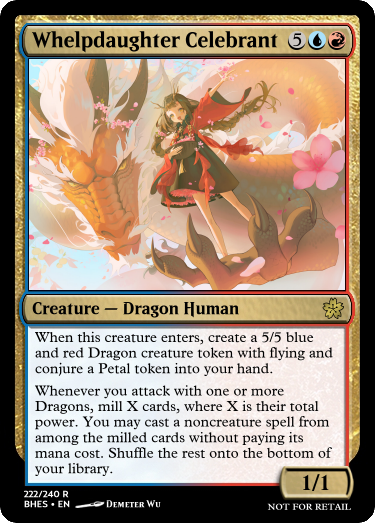 Whelpdaughter Celebrant 5
Creature — Dragon Human
When this creature enters, create a 5/5 blue
and red Dragon creature token with flying and
conjure a Petal token into your hand.
Whenever you attack with one or more
Dragons, mill X cards, where X is their total
power. You may cast a noncreature spell from
among the milled cards without paying its
mana cost. Shuffle the rest onto the bottom of
your library.
1/1
222/240 R
BHES • EN Demeter Wu
NOT FOR RETAIL